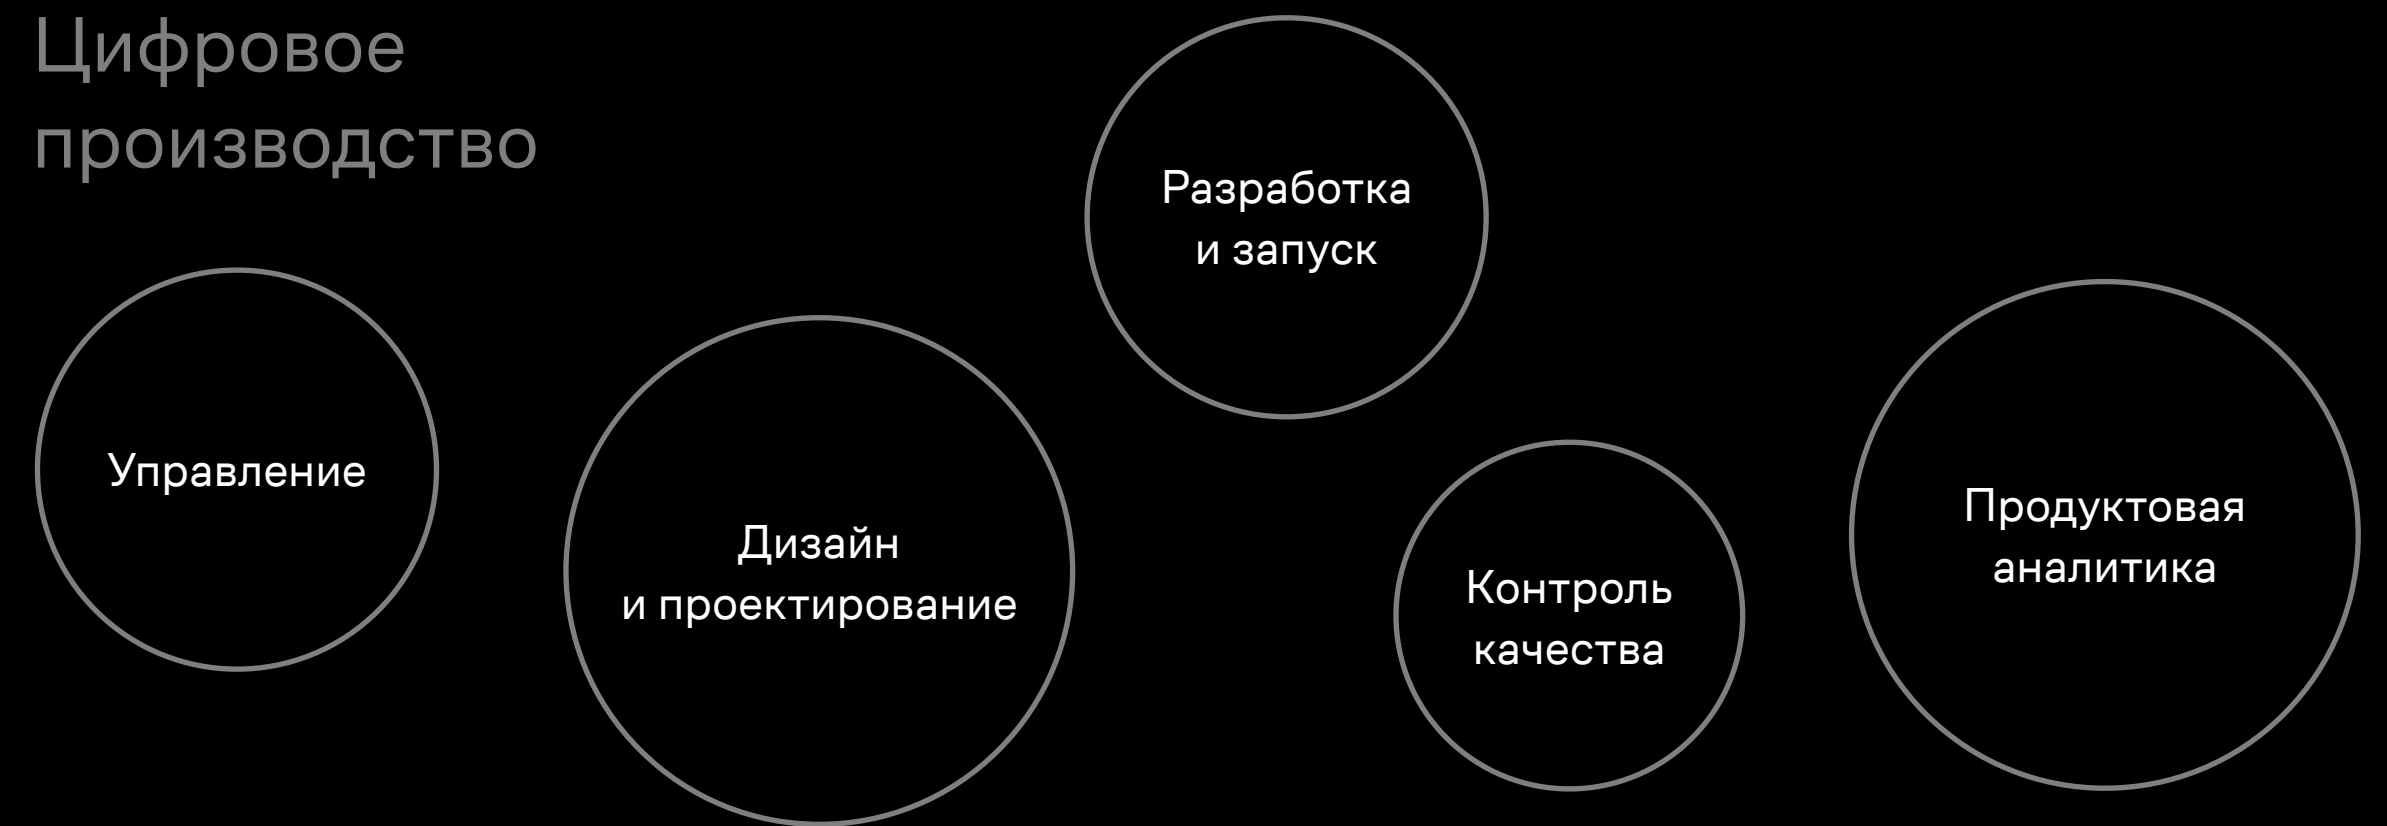 Цифровое
производство
Управление
Дизайн
и проектирование
Разработка
и запуск
Контроль
качества
Продуктовая
аналитика